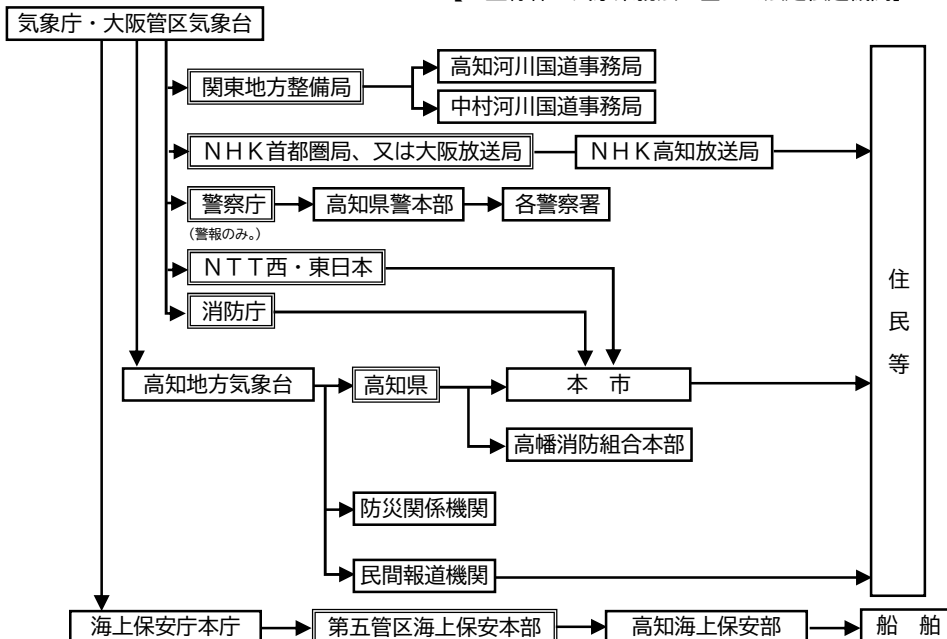 気象庁・大阪管区気象台
高知河川国道事務局
関東地方整備局
中村河川国道事務局
ＮＨＫ首都圏局、又は大阪放送局
ＮＨＫ高知放送局
警察庁
高知県警本部
各警察署
(警報のみ。)
ＮＴＴ西・東日本
消防庁
住民等
高知地方気象台
高知県
本　市
高幡消防組合本部
防災関係機関
民間報道機関
海上保安庁本庁
第五管区海上保安本部
高知海上保安部
船　舶